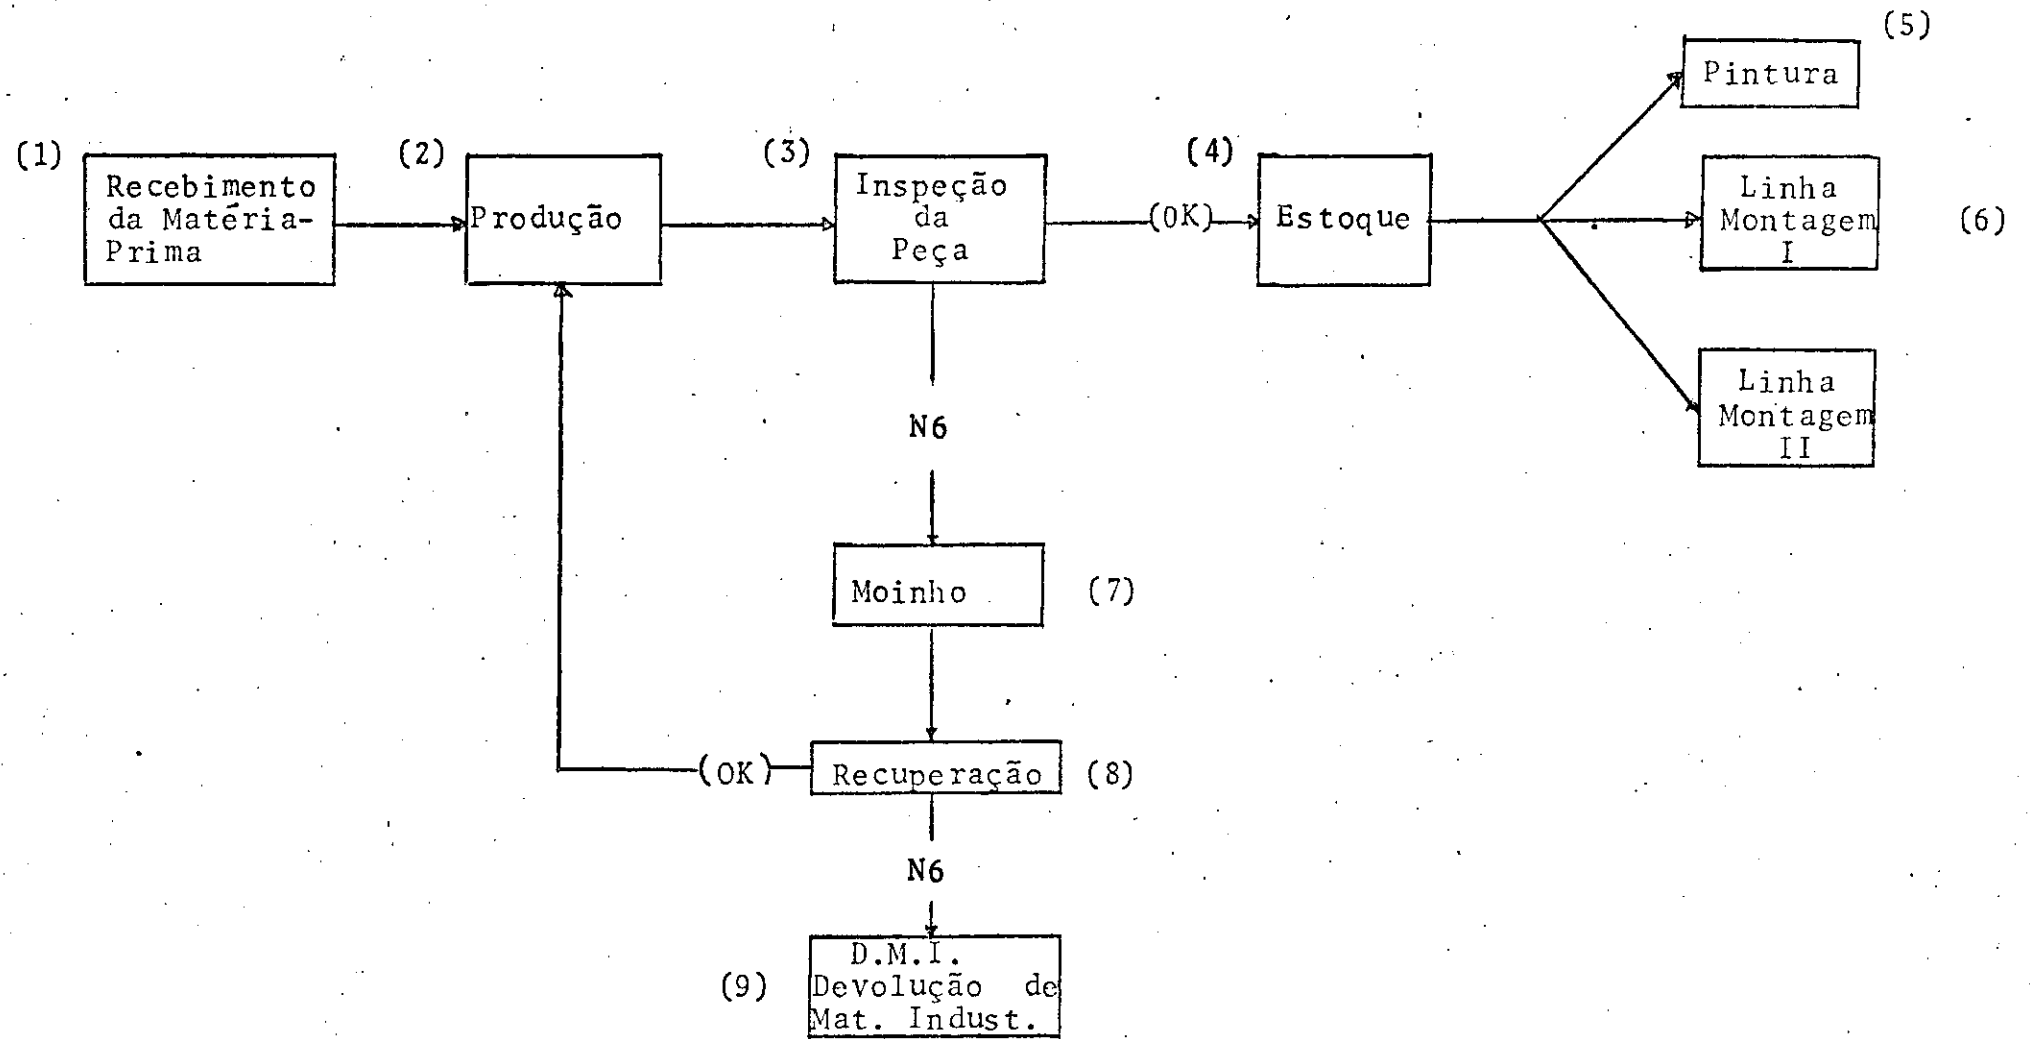 (5)
Pintura
(1)
Recebimento
da Matéria-
Prima
(2)
Produção
(3)
Inspeção
da
Peça
(OK)
(4)
Estoque
Linha
Montagem
I
(6)
Linha
Montagem
II
N6
Moinho
(7)
(OK)
Recuperação
(8)
N6
(9)
D.M.I.
Devolução de
Mat. Indust.